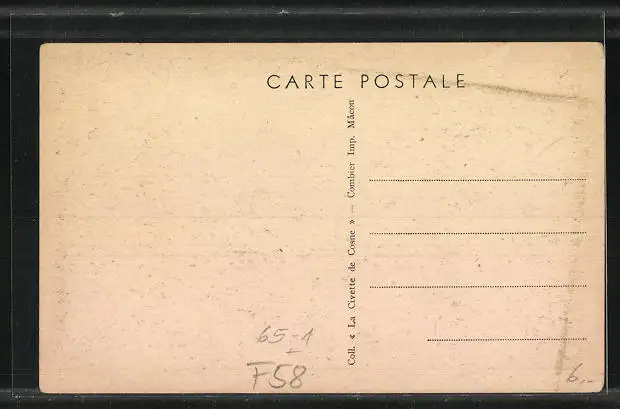 CARTE POSTALE
Coll. « La Civette de Cosne » — Combier Imp. Mâcon
65-1
F58
6.-